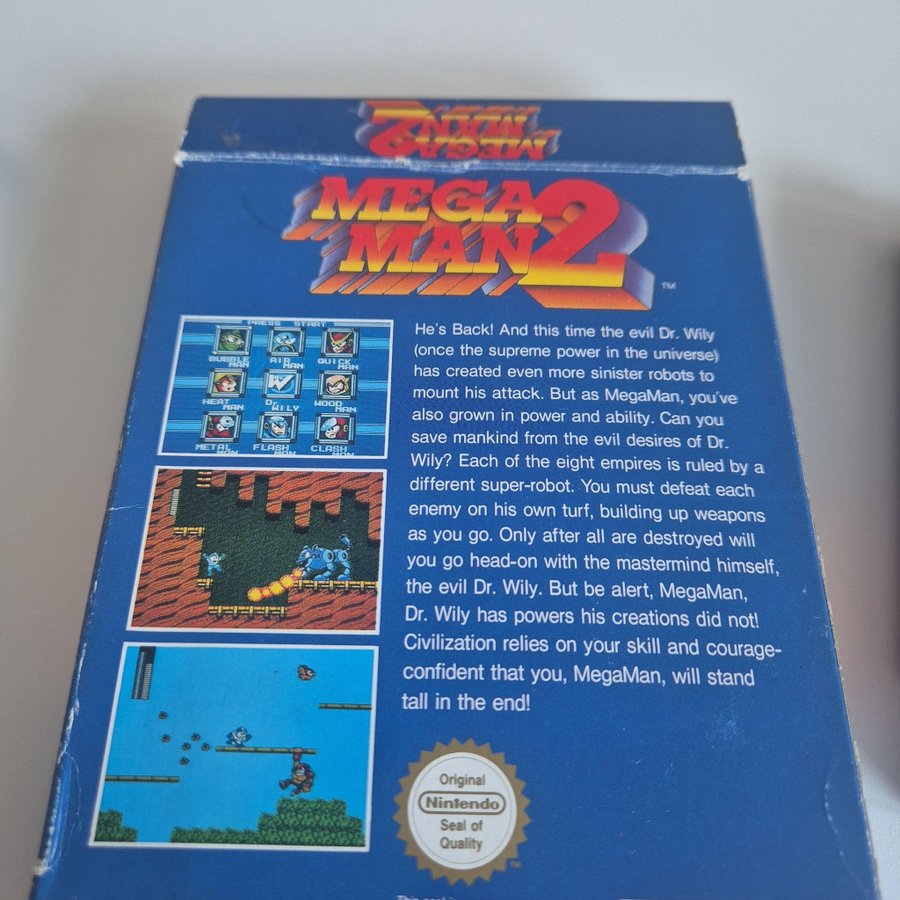 MEGA
MAN 2
MEGA
MAN 2
TM
PRESS START
BUBBLE MAN
AIR MAN
QUICK MAN
HEAT MAN
DR. WILY
WOOD MAN
METAL MAN
FLASH MAN
CLASH MAN
He's Back! And this time the evil Dr. Wily
(once the supreme power in the universe)
has created even more sinister robots to
mount his attack. But as MegaMan, you've
also grown in power and ability. Can you
save mankind from the evil desires of Dr.
Wily? Each of the eight empires is ruled by a
different super-robot. You must defeat each
enemy on his own turf, building up weapons
as you go. Only after all are destroyed will
you go head-on with the mastermind himself,
the evil Dr. Wily. But be alert, MegaMan,
Dr. Wily has powers his creations did not!
Civilization relies on your skill and courage-
confident that you, MegaMan, will stand
tall in the end!
Original
Nintendo
Seal of
Quality
TM